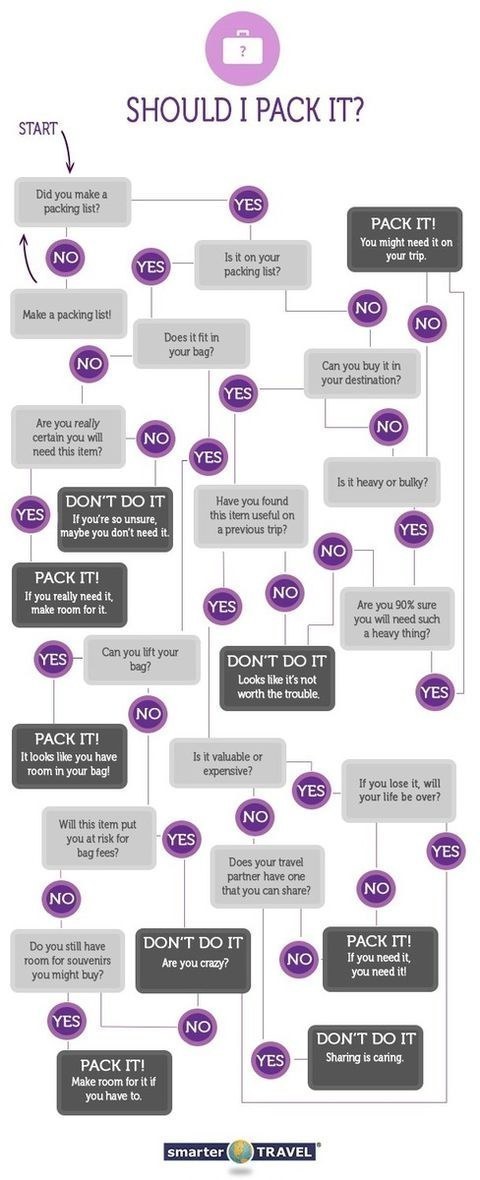 ?
SHOULD I PACK IT?
START
Did you make a
packing list?
YES
PACK IT!
You might need it on
your trip.
NO
YES
Is it on your
packing list?
Make a packing list!
NO
NO
Does it fit in
your bag?
NO
Can you buy it in
your destination?
YES
Are you really
certain you will
need this item?
NO
NO
YES
Is it heavy or bulky?
DON'T DO IT
If you're so unsure,
maybe you don't need it.
Have you found
this item useful on
a previous trip?
YES
YES
NO
PACK IT!
If you really need it,
make room for it.
NO
YES
Are you 90% sure
you will need such
a heavy thing?
YES
Can you lift your
bag?
DON'T DO IT
Looks like it's not
worth the trouble.
YES
NO
PACK IT!
It looks like you have
room in your bag!
Is it valuable or
expensive?
YES
If you lose it, will
your life be over?
NO
Will this item put
you at risk for
bag fees?
YES
YES
Does your travel
partner have one
that you can share?
NO
NO
Do you still have
room for souvenirs
you might buy?
DON'T DO IT
Are you crazy?
NO
PACK IT!
If you need it,
you need it!
YES
NO
YES
DON'T DO IT
Sharing is caring.
PACK IT!
Make room for it if
you have to.
smarter TRAVEL®